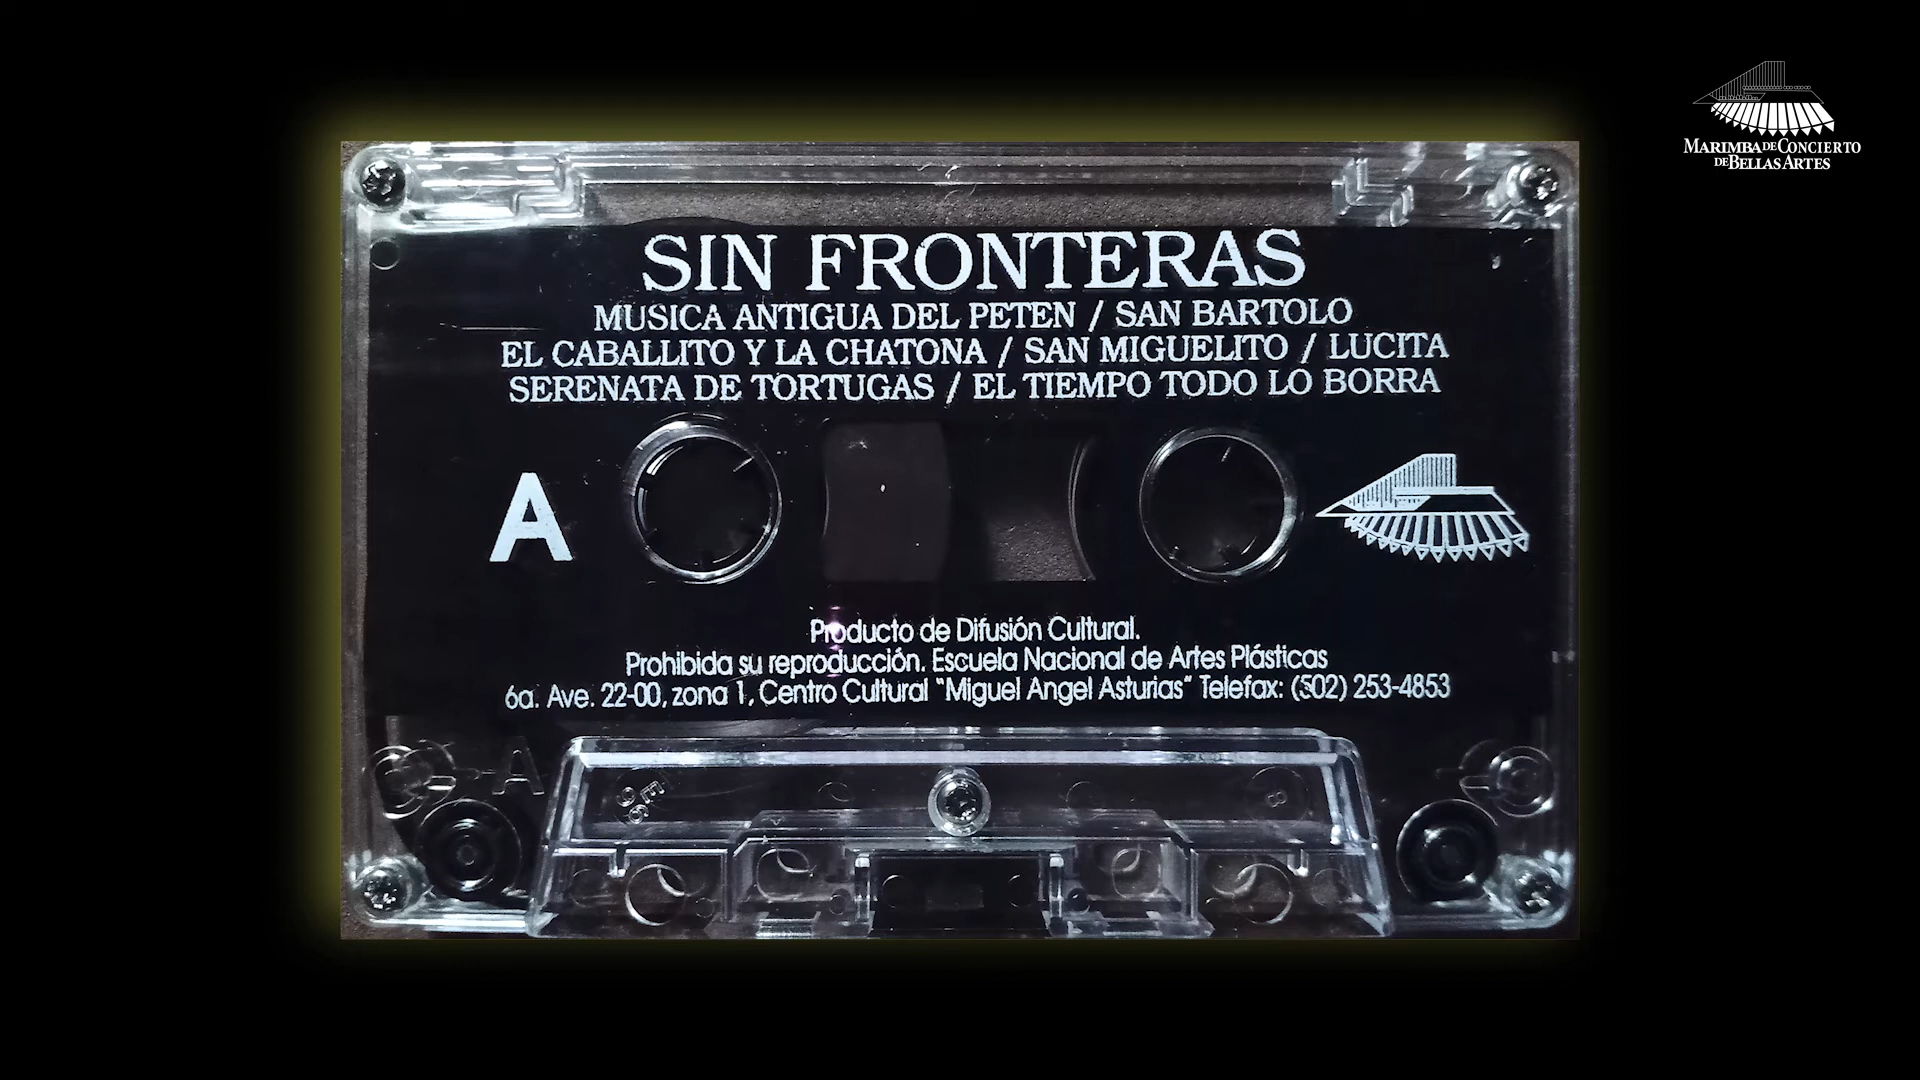 MARIMBA DE CONCIERTO
DE BELLAS ARTES
SIN FRONTERAS
MUSICA ANTIGUA DEL PETEN / SAN BARTOLO
EL CABALLITO Y LA CHATONA / SAN MIGUELITO / LUCITA
SERENATA DE TORTUGAS / EL TIEMPO TODO LO BORRA
A
Producto de Difusión Cultural.
Prohibida su reproducción. Escuela Nacional de Artes Plásticas
6a. Ave. 22-00, zona 1, Centro Cultural "Miguel Angel Asturias" Telefax: (502) 253-4853
A